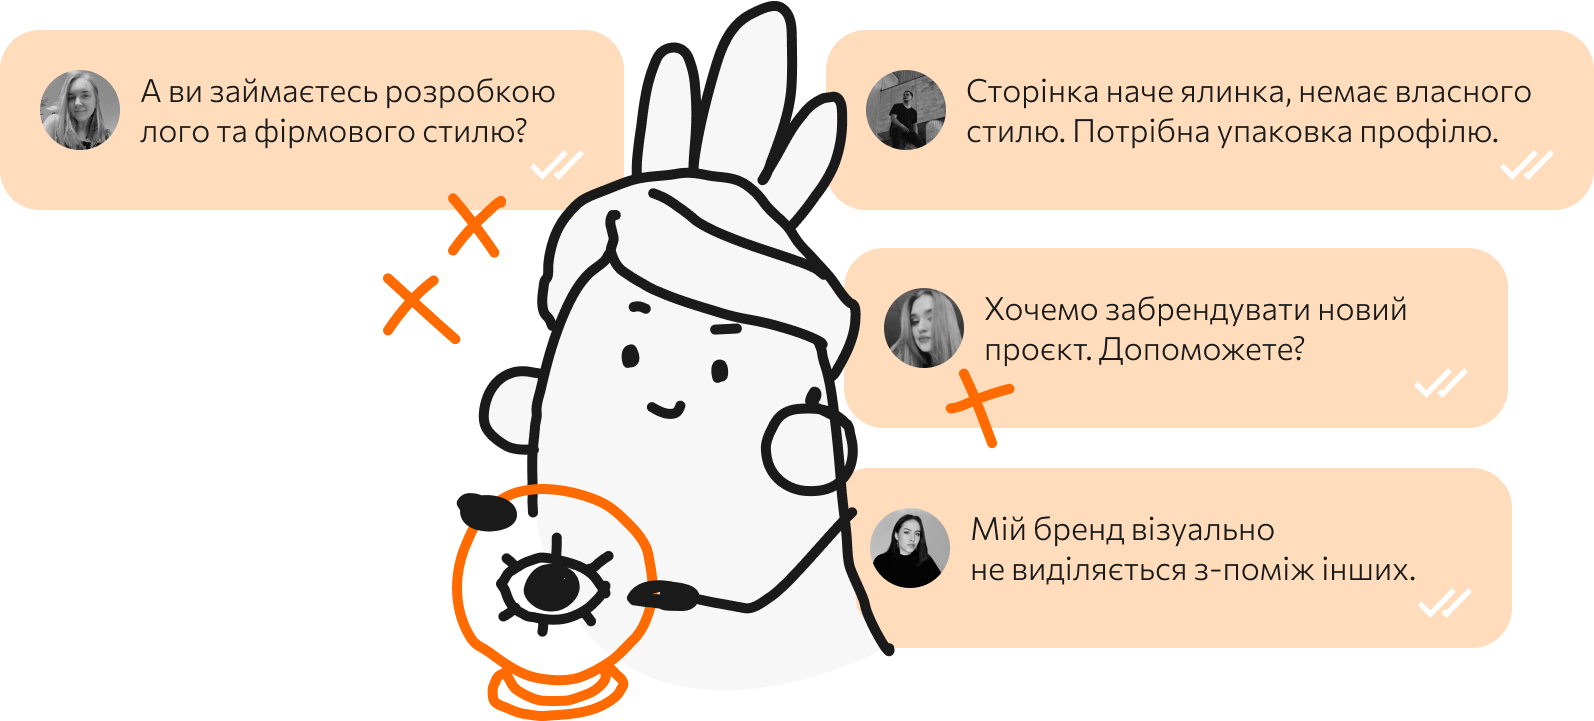 А ви займаєтесь розробкою
лого та фірмового стилю?
Сторінка наче ялинка, немає власного
стилю. Потрібна упаковка профілю.
Хочемо забрендувати новий
проєкт. Допоможете?
Мій бренд візуально
не виділяється з-поміж інших.